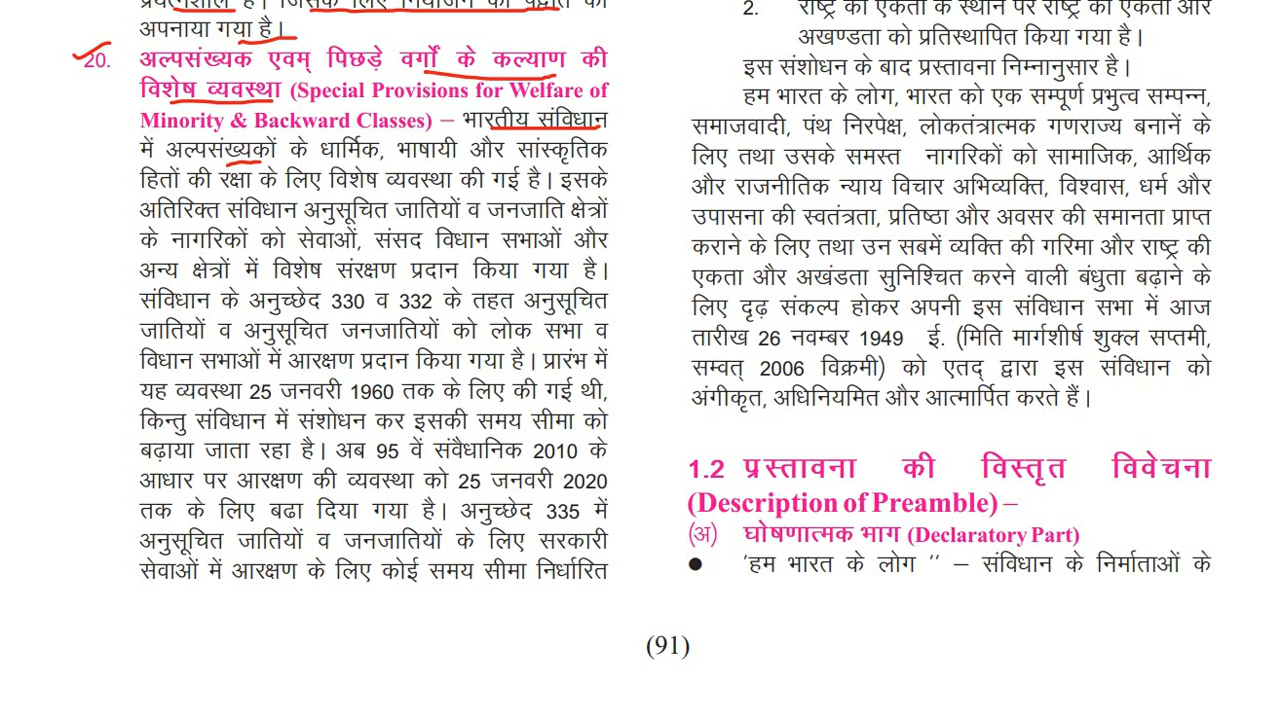 प्रयत्नशील है। जिसके लिए नियोजन की पद्धति को
अपनाया गया है।
20. अल्पसंख्यक एवम् पिछड़े वर्गों के कल्याण की
विशेष व्यवस्था (Special Provisions for Welfare of
Minority & Backward Classes) – भारतीय संविधान
में अल्पसंख्यकों के धार्मिक, भाषायी और सांस्कृतिक
हितों की रक्षा के लिए विशेष व्यवस्था की गई है। इसके
अतिरिक्त संविधान अनुसूचित जातियों व जनजाति क्षेत्रों
के नागरिकों को सेवाओं, संसद विधान सभाओं और
अन्य क्षेत्रों में विशेष संरक्षण प्रदान किया गया है।
संविधान के अनुच्छेद 330 व 332 के तहत अनुसूचित
जातियों व अनुसूचित जनजातियों को लोक सभा व
विधान सभाओं में आरक्षण प्रदान किया गया है। प्रारंभ में
यह व्यवस्था 25 जनवरी 1960 तक के लिए की गई थी,
किन्तु संविधान में संशोधन कर इसकी समय सीमा को
बढ़ाया जाता रहा है। अब 95 वें संवैधानिक 2010 के
आधार पर आरक्षण की व्यवस्था को 25 जनवरी 2020
तक के लिए बढा दिया गया है। अनुच्छेद 335 में
अनुसूचित जातियों व जनजातियों के लिए सरकारी
सेवाओं में आरक्षण के लिए कोई समय सीमा निर्धारित
2. राष्ट्र की एकता के स्थान पर राष्ट्र की एकता और
अखण्डता को प्रतिस्थापित किया गया है।
इस संशोधन के बाद प्रस्तावना निम्नानुसार है।
हम भारत के लोग, भारत को एक सम्पूर्ण प्रभुत्व सम्पन्न,
समाजवादी, पंथ निरपेक्ष, लोकतंत्रात्मक गणराज्य बनानें के
लिए तथा उसके समस्त नागरिकों को सामाजिक, आर्थिक
और राजनीतिक न्याय विचार अभिव्यक्ति, विश्वास, धर्म और
उपासना की स्वतंत्रता, प्रतिष्ठा और अवसर की समानता प्राप्त
कराने के लिए तथा उन सबमें व्यक्ति की गरिमा और राष्ट्र की
एकता और अखंडता सुनिश्चित करने वाली बंधुता बढ़ाने के
लिए दृढ़ संकल्प होकर अपनी इस संविधान सभा में आज
तारीख 26 नवम्बर 1949 ई. (मिति मार्गशीर्ष शुक्ल सप्तमी,
सम्वत् 2006 विक्रमी) को एतद् द्वारा इस संविधान को
अंगीकृत, अधिनियमित और आत्मार्पित करते हैं।
1.2 प्रस्तावना की विस्तृत विवेचना
(Description of Preamble) –
(अ) घोषणात्मक भाग (Declaratory Part)
● 'हम भारत के लोग '' – संविधान के निर्माताओं के
(91)